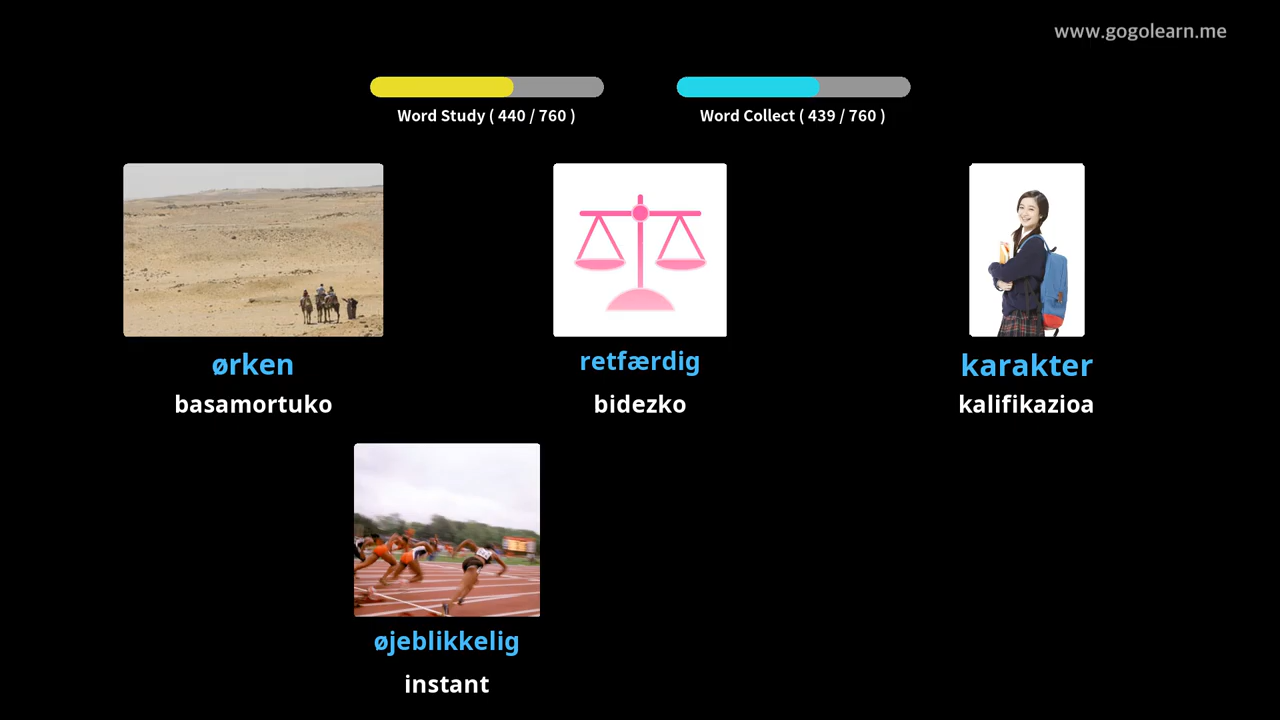 www.gogolearn.me
Word Study ( 440 / 760 )
Word Collect ( 439 / 760 )
ørken
retfærdig
karakter
basamortuko
bidezko
kalifikazioa
øjeblikkelig
instant